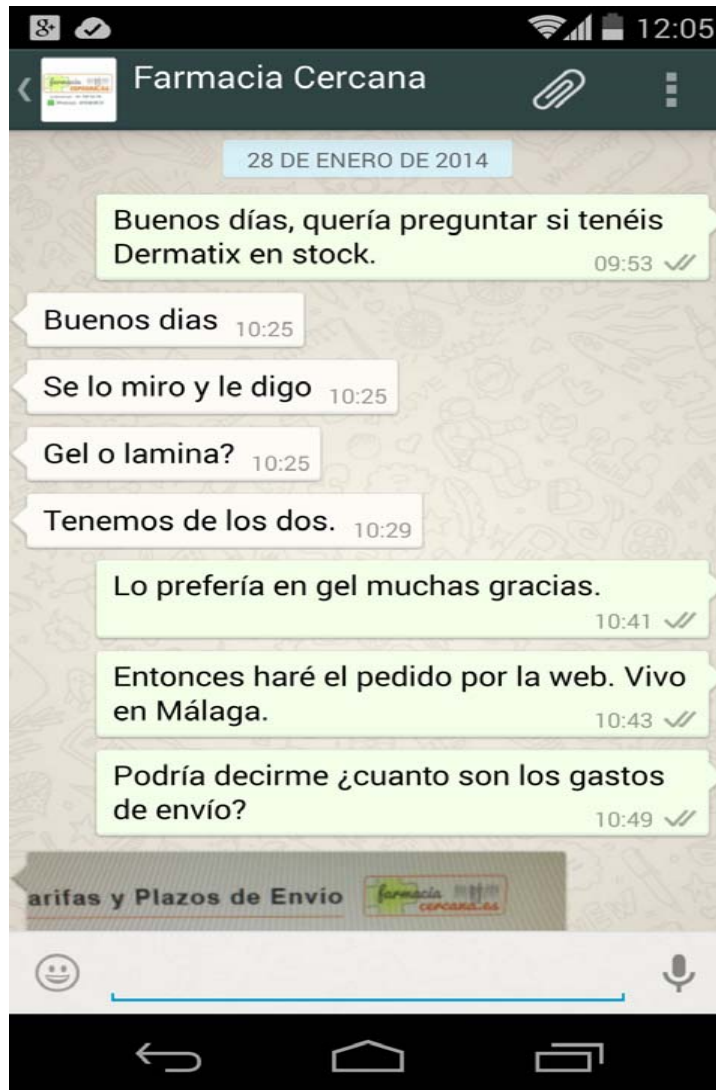 12:05
Farmacia Cercana
28 DE ENERO DE 2014
Buenos días, quería preguntar si tenéis
Dermatix en stock.
09:53
Buenos dias 10:25
Se lo miro y le digo 10:25
Gel o lamina? 10:25
Tenemos de los dos. 10:29
Lo prefería en gel muchas gracias.
10:41
Entonces haré el pedido por la web. Vivo
en Málaga.
10:43
Podría decirme ¿cuanto son los gastos
de envío?
10:49
arifas y Plazos de Envío farmacia
cercana.es